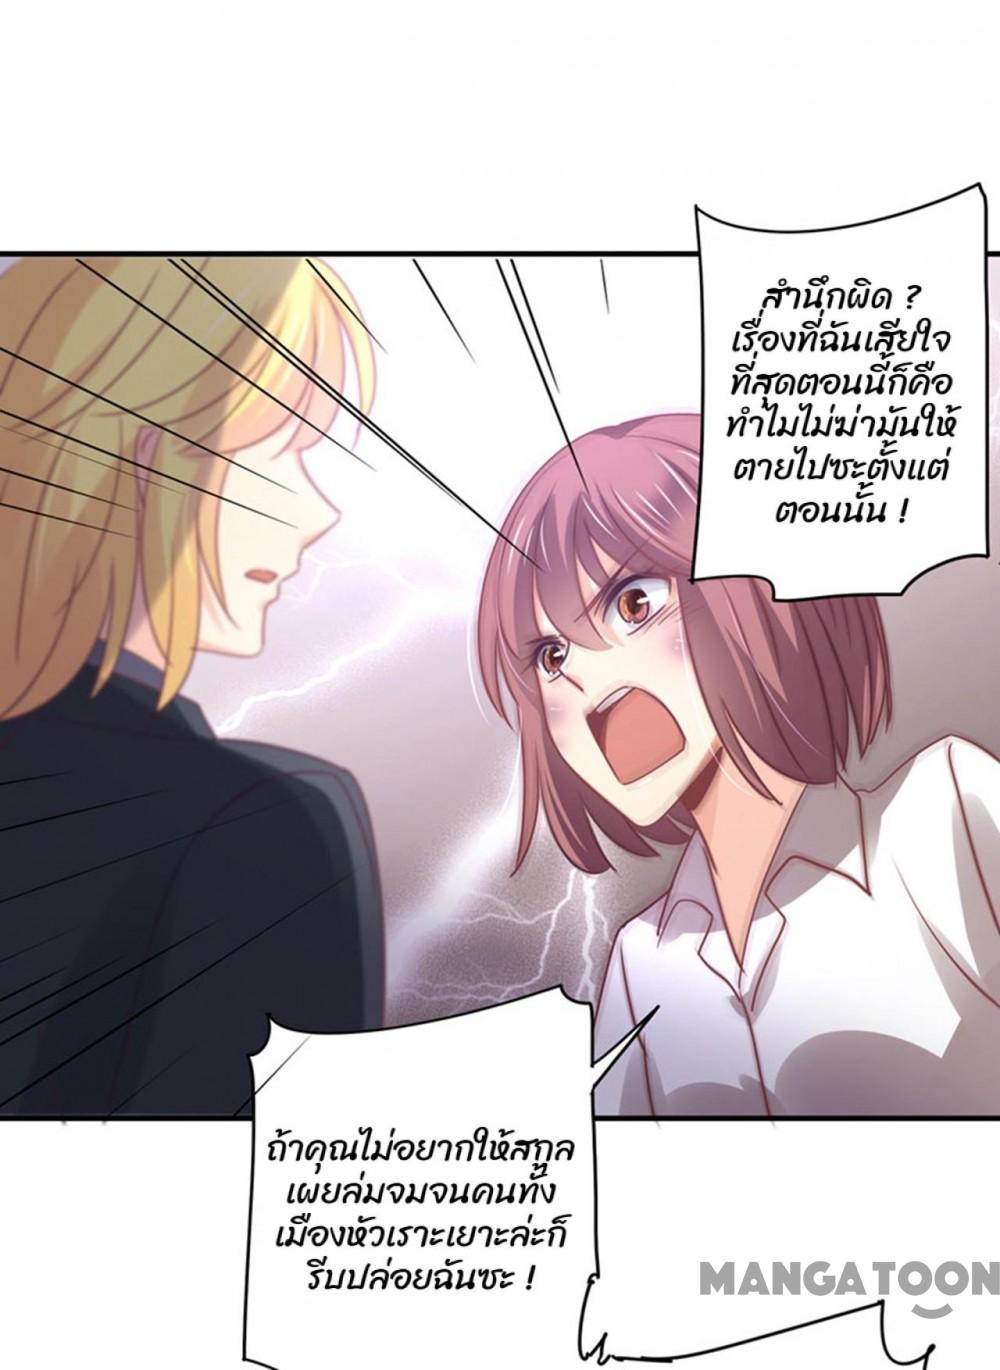 สำนึกผิด ?
เรื่องที่ฉันเสียใจ
ที่สุดตอนนี้ก็คือ
ทำไมไม่ฆ่ามันให้
ตายไปซะตั้งแต่
ตอนนั้น !
ถ้าคุณไม่อยากให้สกุล
เผยล่มจมจนคนทั้ง
เมืองหัวเราะเยาะล่ะก็
รีบปล่อยฉันซะ !
MANGATOON